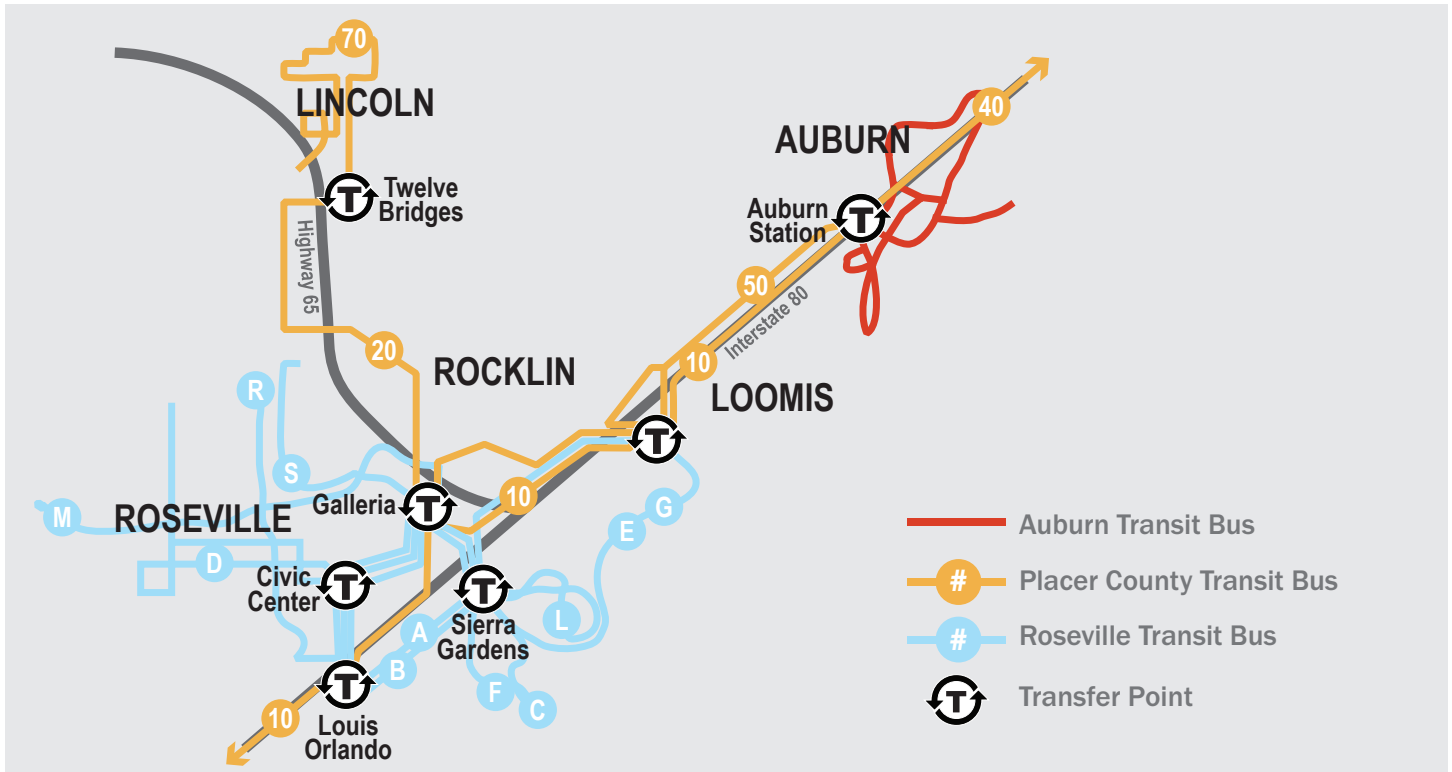 70
LINCOLN
40
AUBURN
Twelve
Bridges
T
Auburn
Station
T
Highway 65
50
Interstate 80
20
10
ROCKLIN
LOOMIS
R
T
S
Galleria
T
10
M
ROSEVILLE
G
E
Auburn Transit Bus
D
Civic
Center
T
T
L
# Placer County Transit Bus
A
Sierra
Gardens
# Roseville Transit Bus
B
T
F
C
T Transfer Point
10
Louis
Orlando